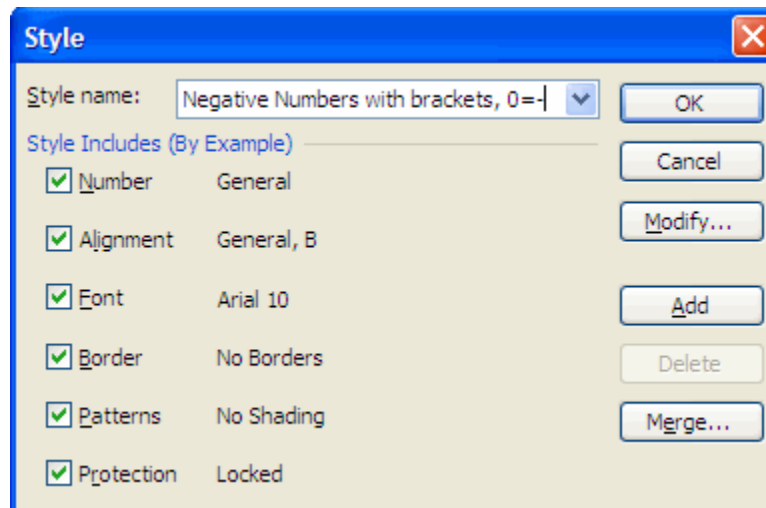 Style
Style name: Negative Numbers with brackets, 0=- OK
Style Includes (By Example) Cancel
Number General
Modify...
Alignment General, B
Font Arial 10 Add
Border No Borders Delete
Patterns No Shading Merge...
Protection Locked